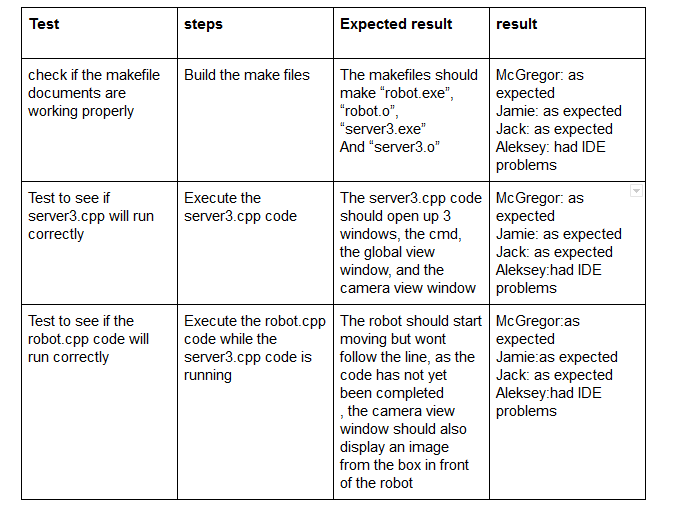 Test
steps
Expected result
result
check if the makefile
documents are
working properly
Build the make files
The makefiles should
make “robot.exe”,
“robot.o”,
“server3.exe”
And “server3.o”
McGregor: as
expected
Jamie: as expected
Jack: as expected
Aleksey: had IDE
problems
Test to see if
server3.cpp will run
correctly
Execute the
server3.cpp code
The server3.cpp code
should open up 3
windows, the cmd,
the global view
window, and the
camera view window
McGregor: as
expected
Jamie: as expected
Jack: as expected
Aleksey:had IDE
problems
Test to see if the
robot.cpp code will
run correctly
Execute the robot.cpp
code while the
server3.cpp code is
running
The robot should start
moving but wont
follow the line, as the
code has not yet
been completed
, the camera view
window should also
display an image
from the box in front
of the robot
McGregor:as
expected
Jamie:as expected
Jack: as expected
Aleksey:had IDE
problems